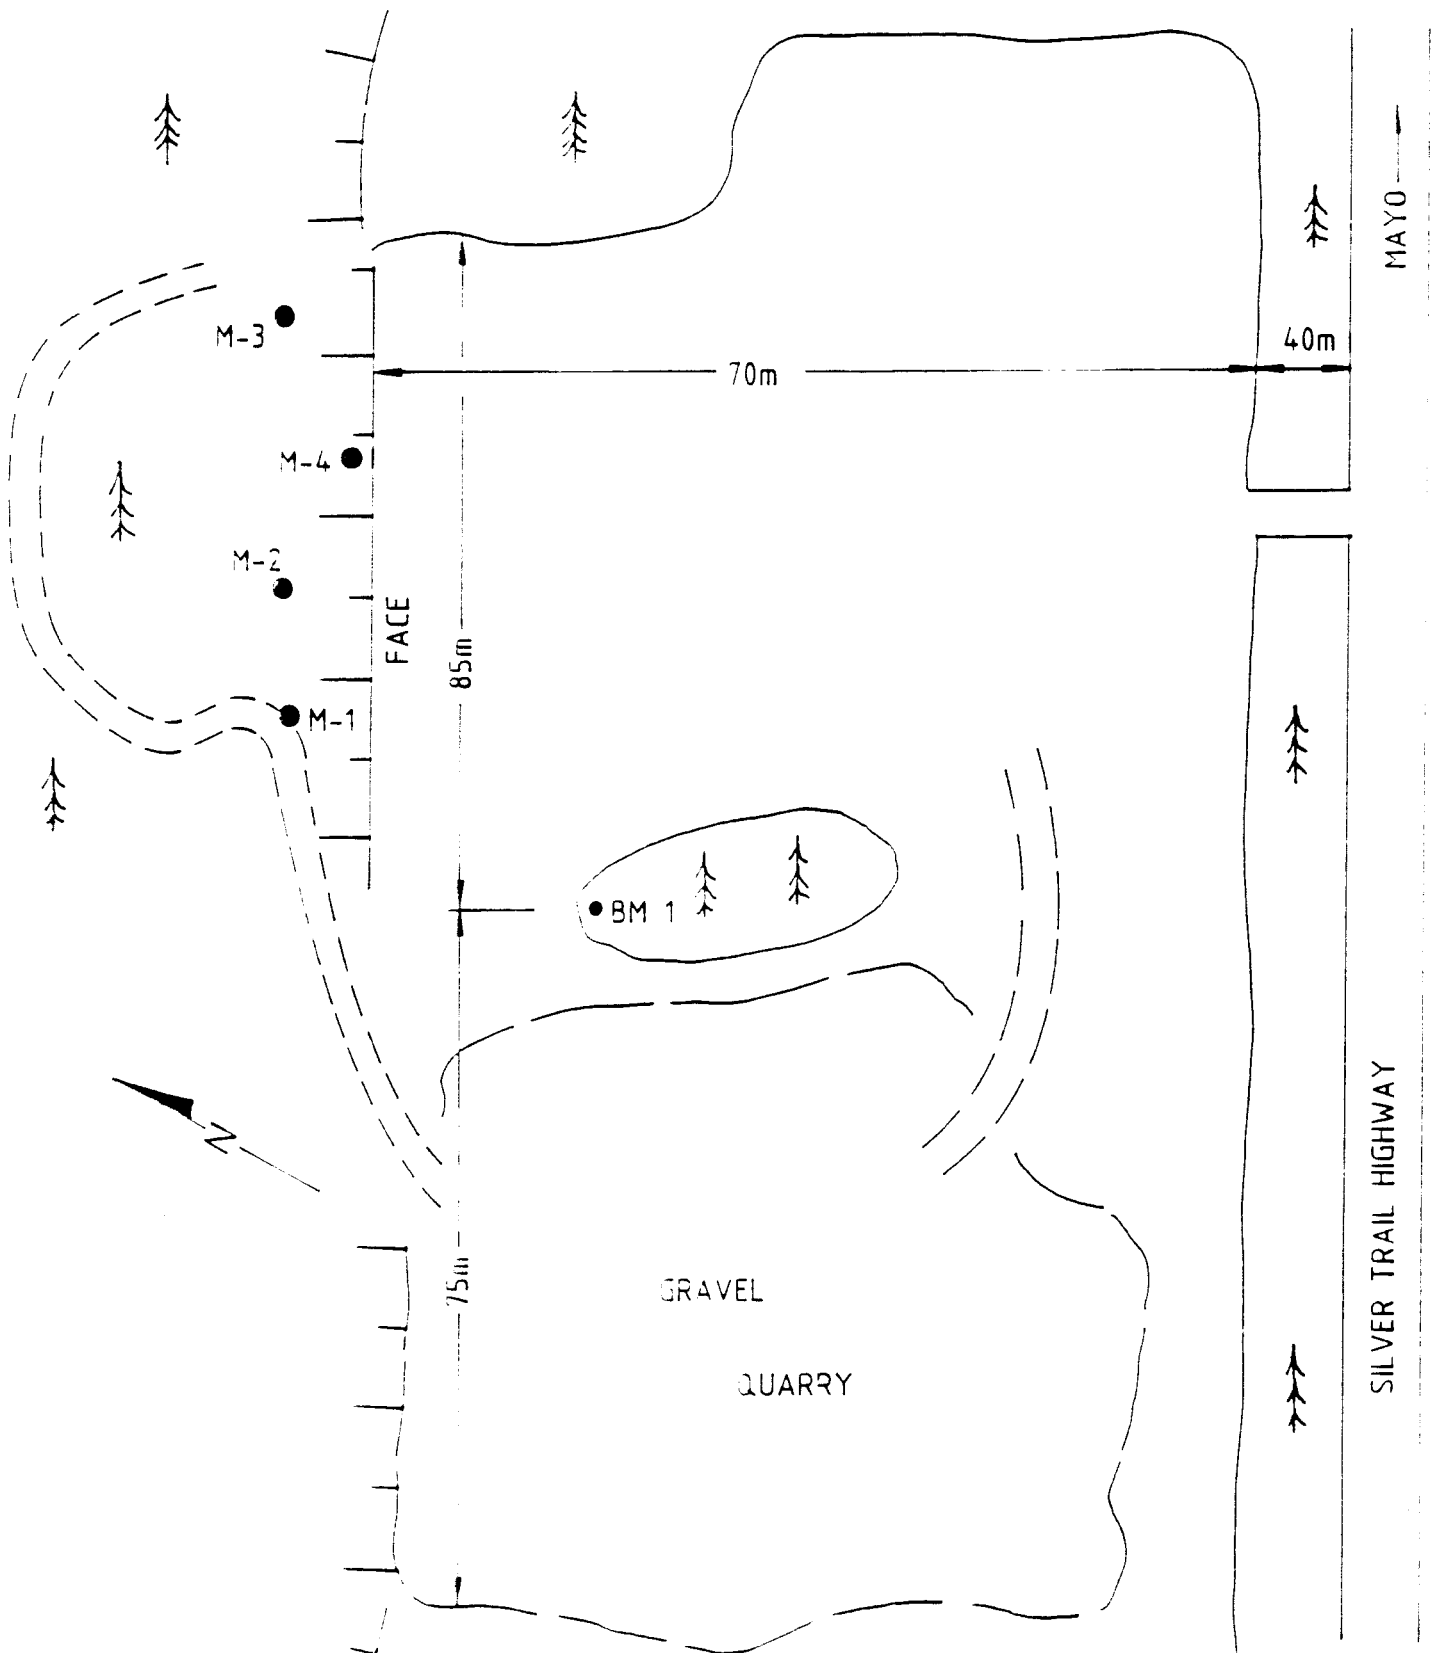 MAYO
M-3
40m
70m
M-4
M-2
FACE
85m
M-1
BM 1
N
SILVER TRAIL HIGHWAY
75m
GRAVEL
QUARRY